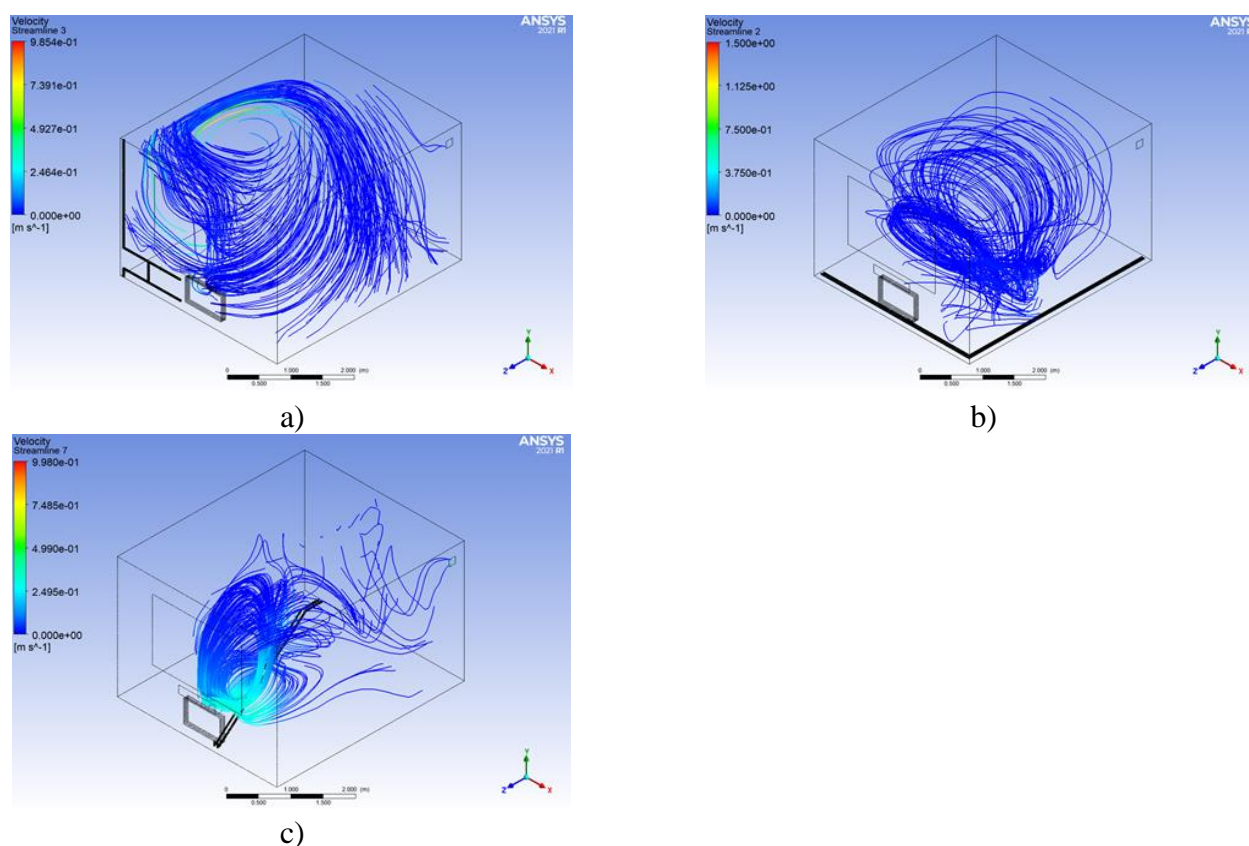 Velocity
Streamline 3
9.854e-01
7.391e-01
4.927e-01
2.464e-01
0.000e+00
[m s^-1]
ANSYS
2021 R1
0 1.000 2.000 (m)
0.500 1.500
Y
Z X
a)
Velocity
Streamline 2
1.500e+00
1.125e+00
7.500e-01
3.750e-01
0.000e+00
[m s^-1]
ANSYS
2021 R
0 1.000 2.000 (m)
0.500 1.500
Y
Z X
b)
Velocity
Streamline 7
9.980e-01
7.485e-01
4.990e-01
2.495e-01
0.000e+00
[m s^-1]
ANSYS
2021 R1
0 1.000 2.000 (m)
0.500 1.500
Y
Z X
c)